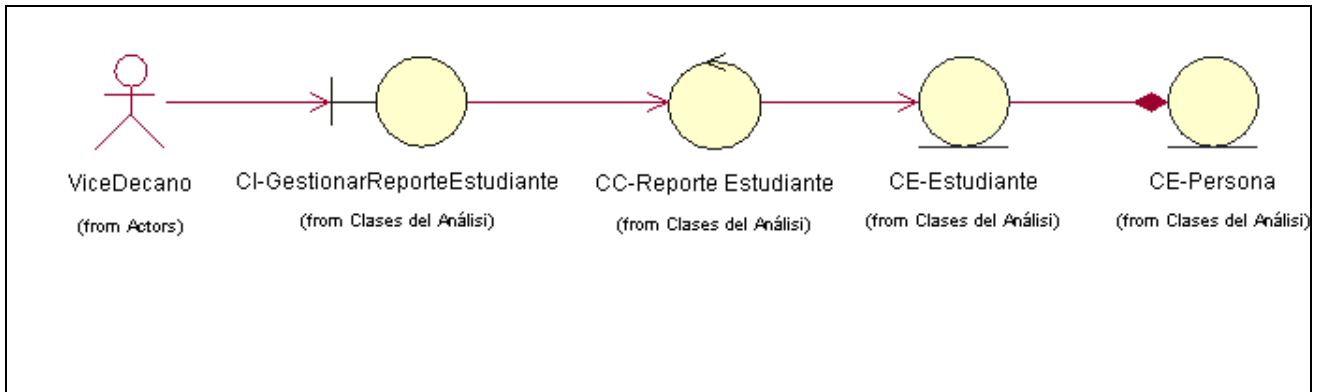 ViceDecano
(from Actors)
CI-GestionarReporteEstudiante
(from Clases del Análisi)
CC-Reporte Estudiante
(from Clases del Análisi)
CE-Estudiante
(from Clases del Análisi)
CE-Persona
(from Clases del Análisi)